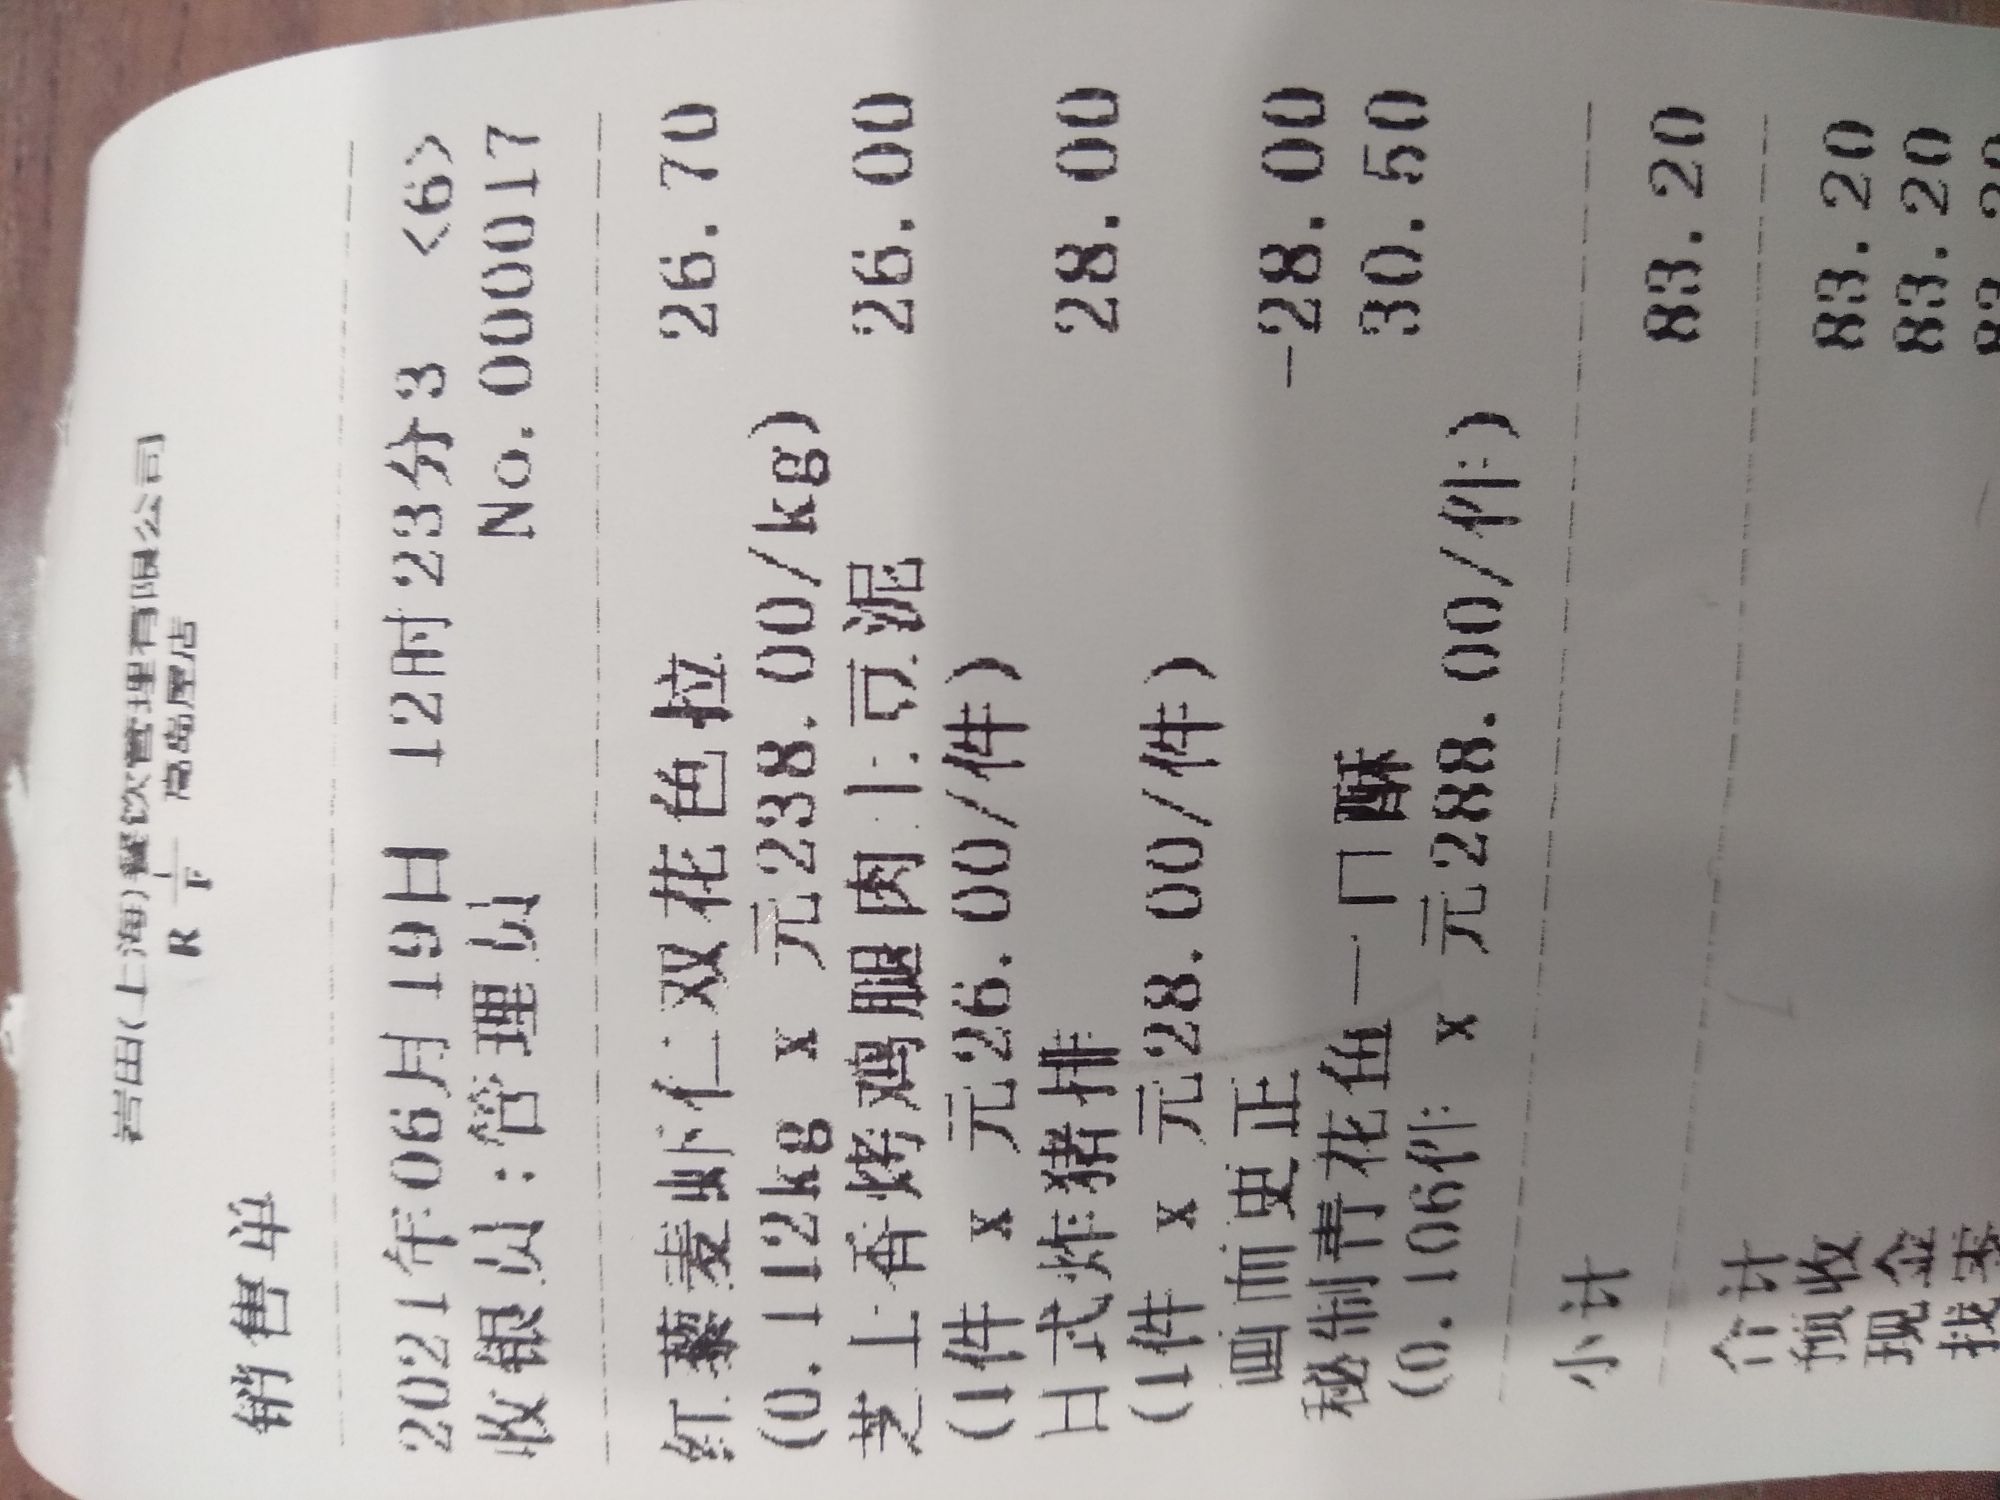 岩田(上海)餐饮管理有限公司
高岛屋店
销售单
2021年06月19日 12时23分3 <6>
收银员:管理员 No.000017
红藜麦虾仁双花色拉 26.70
(0.112kg x 元238.00/kg)
芝士香烤鸡腿肉土豆泥 26.00
(1件 x 元26.00/件)
日式炸猪排 28.00
(1件 x 元28.00/件)
画面更正 -28.00
秘制青花鱼一口酥 30.50
(0.106件 x 元288.00/件)
小计 83.20
合计 83.20
预收 83.20
现金